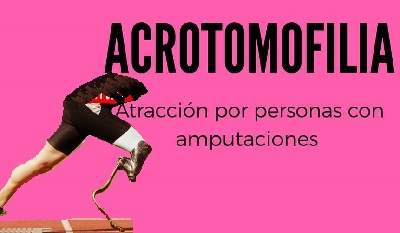 ACROTOMOFILIA
Atracción por personas con
amputaciones